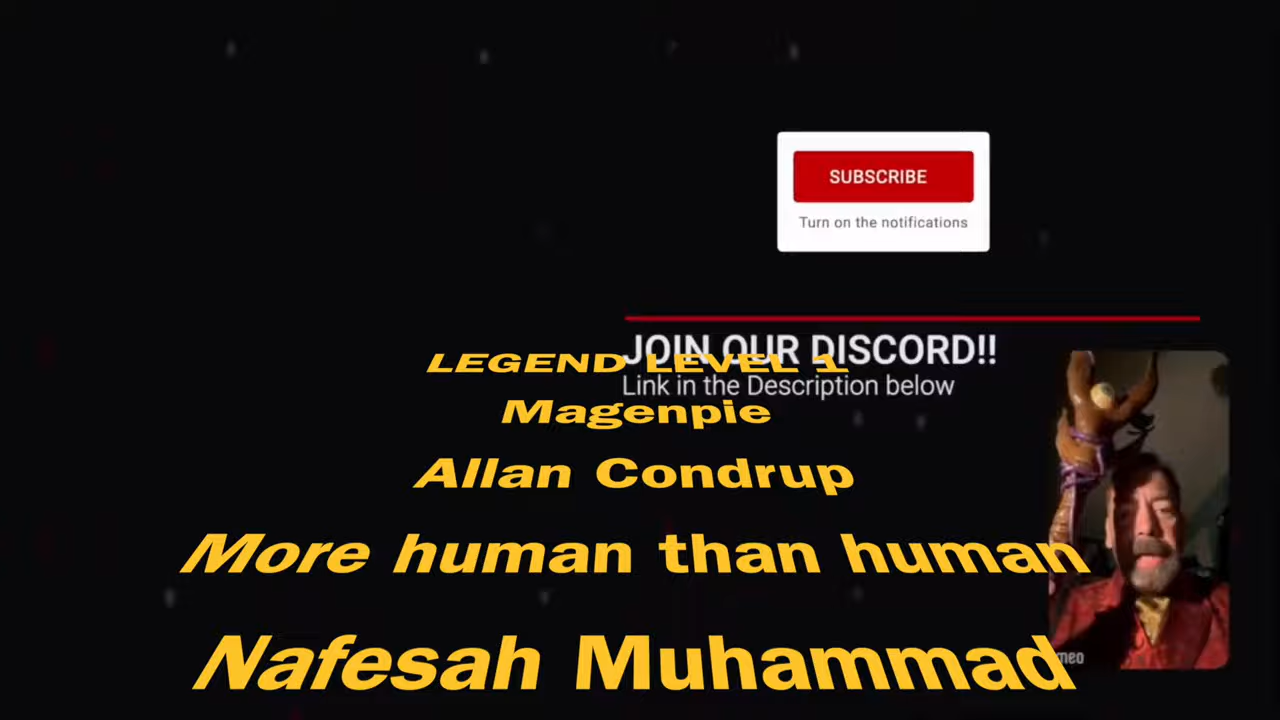 SUBSCRIBE
Turn on the notifications
JOIN OUR DISCORD!!
Link in the Description below
LEGEND LEVEL 1
Magenpie
Allan Condrup
More human than human
Nafesah Muhammad
meo